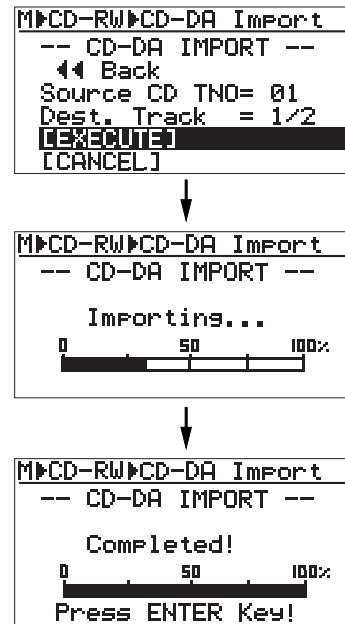 M▶CD-RW▶CD-DA Import
-- CD-DA IMPORT --
◀◀ Back
Source CD TNO= 01
Dest. Track = 1/2
[EXECUTE]
[CANCEL]
M▶CD-RW▶CD-DA Import
-- CD-DA IMPORT --
Importing...
0 50 100%
M▶CD-RW▶CD-DA Import
-- CD-DA IMPORT --
Completed!
0 50 100%
Press ENTER Key!